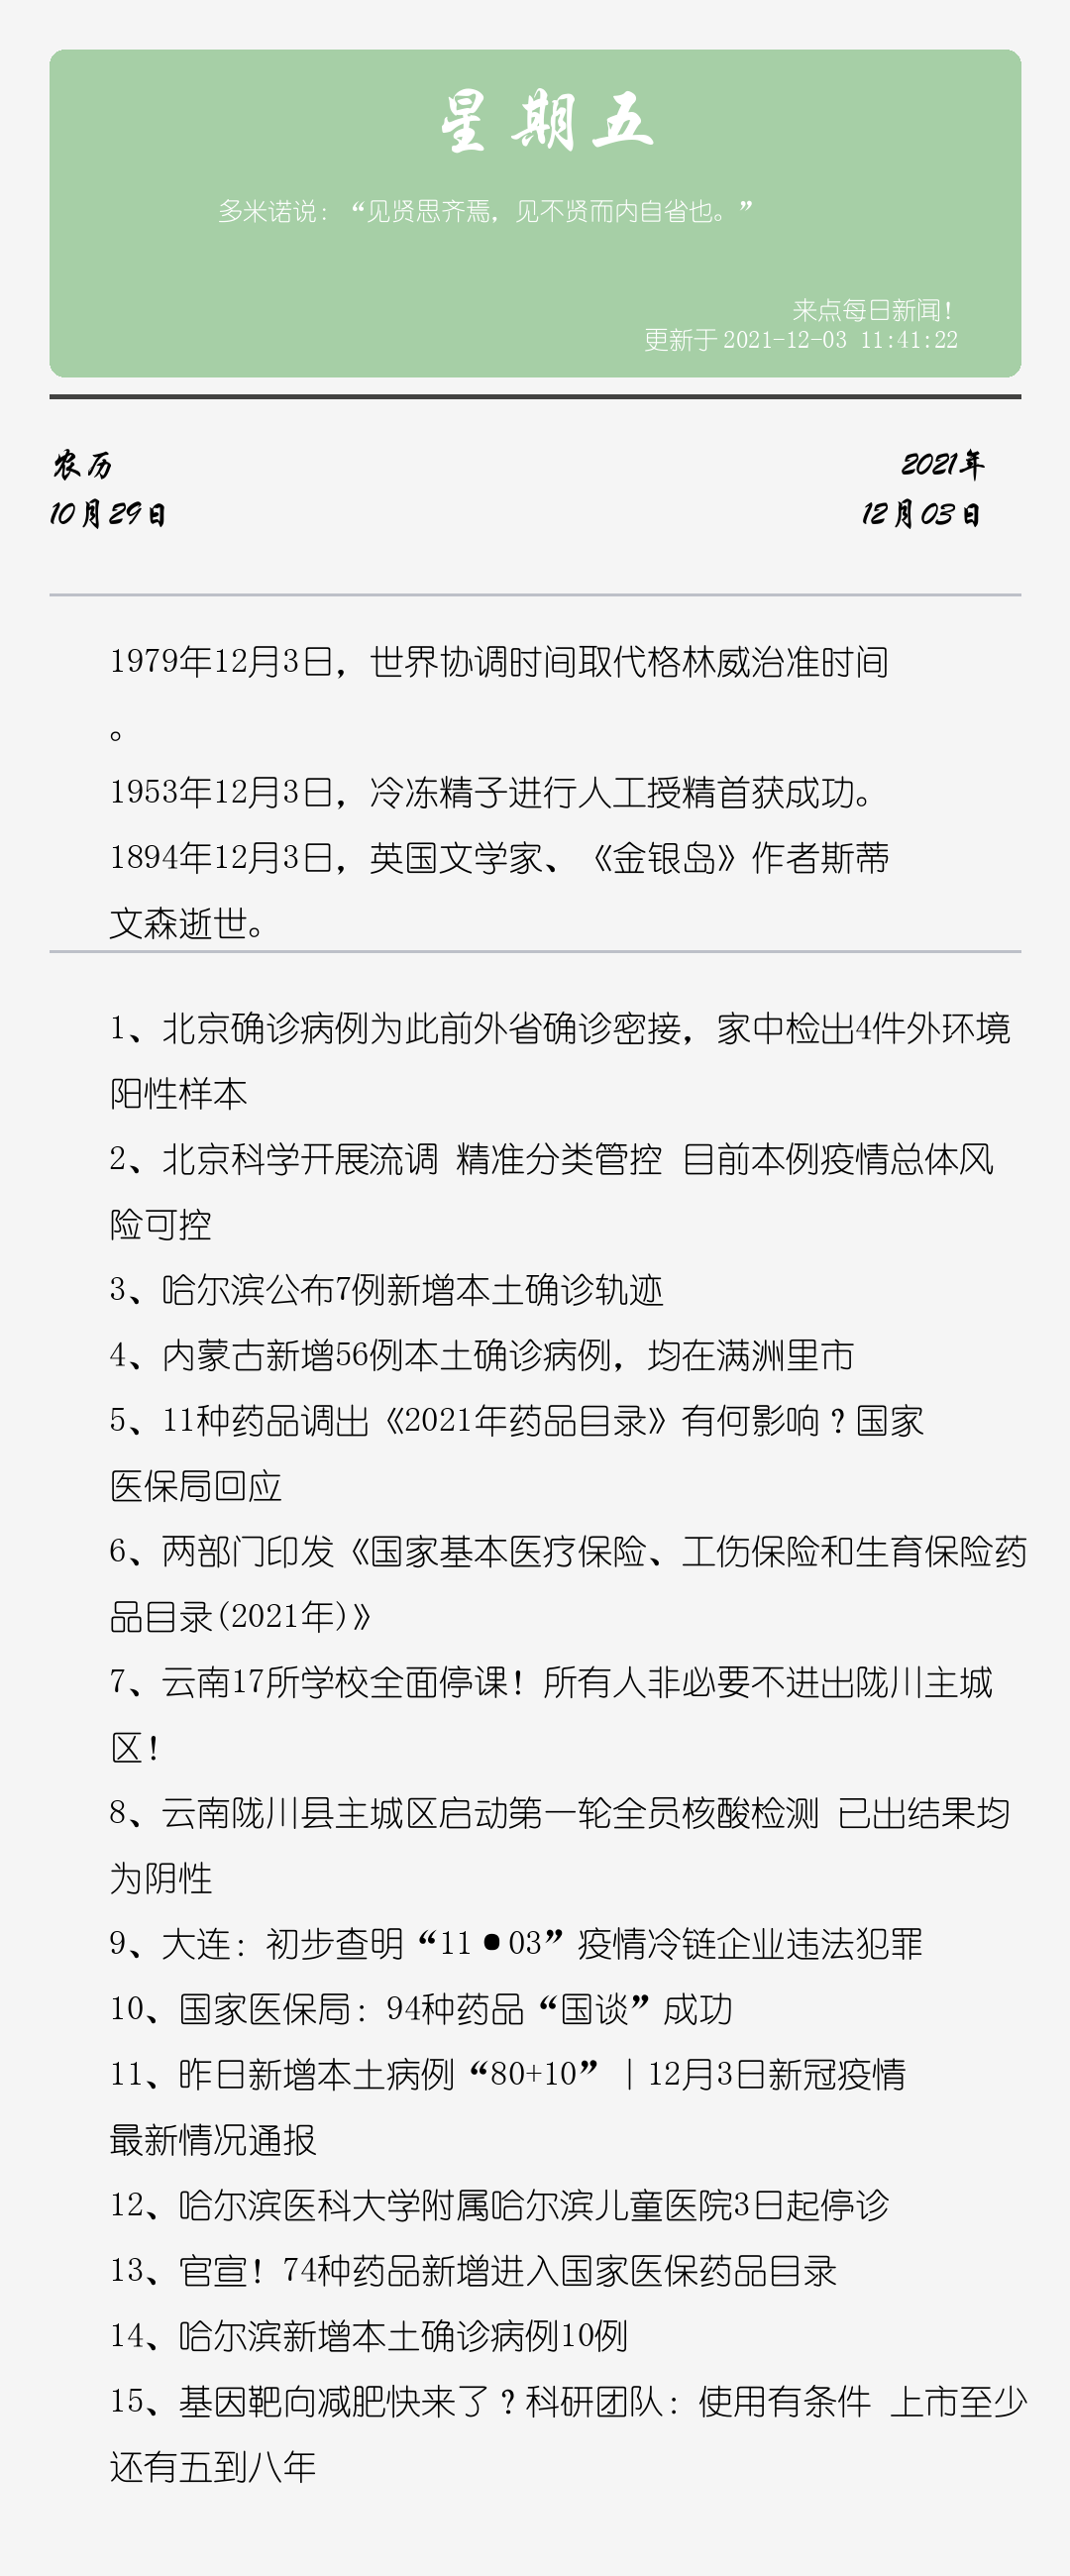 星期五
多米诺说：“见贤思齐焉，见不贤而内自省也。”
来点每日新闻！
更新于 2021-12-03 11:41:22
农历
2021年
10月29日
12月03日
1979年12月3日，世界协调时间取代格林威治准时间
。
1953年12月3日，冷冻精子进行人工授精首获成功。
1894年12月3日，英国文学家、《金银岛》作者斯蒂
文森逝世。
1、北京确诊病例为此前外省确诊密接，家中检出4件外环境
阳性样本
2、北京科学开展流调 精准分类管控 目前本例疫情总体风
险可控
3、哈尔滨公布7例新增本土确诊轨迹
4、内蒙古新增56例本土确诊病例，均在满洲里市
5、11种药品调出《2021年药品目录》有何影响？国家
医保局回应
6、两部门印发《国家基本医疗保险、工伤保险和生育保险药
品目录(2021年)》
7、云南17所学校全面停课！所有人非必要不进出陇川主城
区！
8、云南陇川县主城区启动第一轮全员核酸检测 已出结果均
为阴性
9、大连：初步查明“11•03”疫情冷链企业违法犯罪
10、国家医保局：94种药品“国谈”成功
11、昨日新增本土病例“80+10”｜12月3日新冠疫情
最新情况通报
12、哈尔滨医科大学附属哈尔滨儿童医院3日起停诊
13、官宣！74种药品新增进入国家医保药品目录
14、哈尔滨新增本土确诊病例10例
15、基因靶向减肥快来了？科研团队：使用有条件 上市至少
还有五到八年